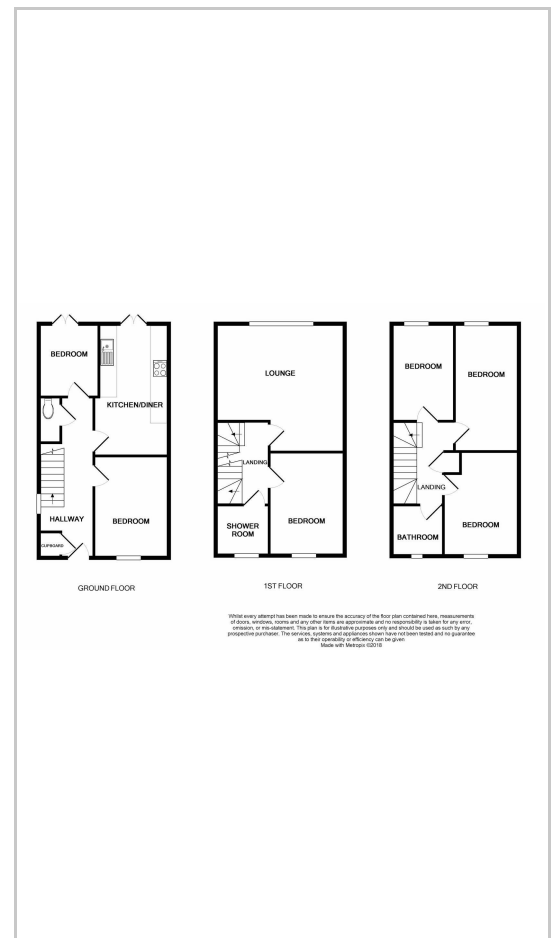 BEDROOM
KITCHEN/DINER
HALLWAY
BEDROOM
CUPBOARD
GROUND FLOOR
LOUNGE
LANDING
SHOWER
ROOM
BEDROOM
1ST FLOOR
BEDROOM
BEDROOM
LANDING
BATHROOM
BEDROOM
2ND FLOOR
Whilst every attempt has been made to ensure the accuracy of the floor plan contained here, measurements
of doors, windows, rooms and any other items are approximate and no responsibility is taken for any error,
omission, or mis-statement. This plan is for illustrative purposes only and should be used as such by any
prospective purchaser. The services, systems and appliances shown have not been tested and no guarantee
as to their operability or efficiency can be given
Made with Metropix ©2018